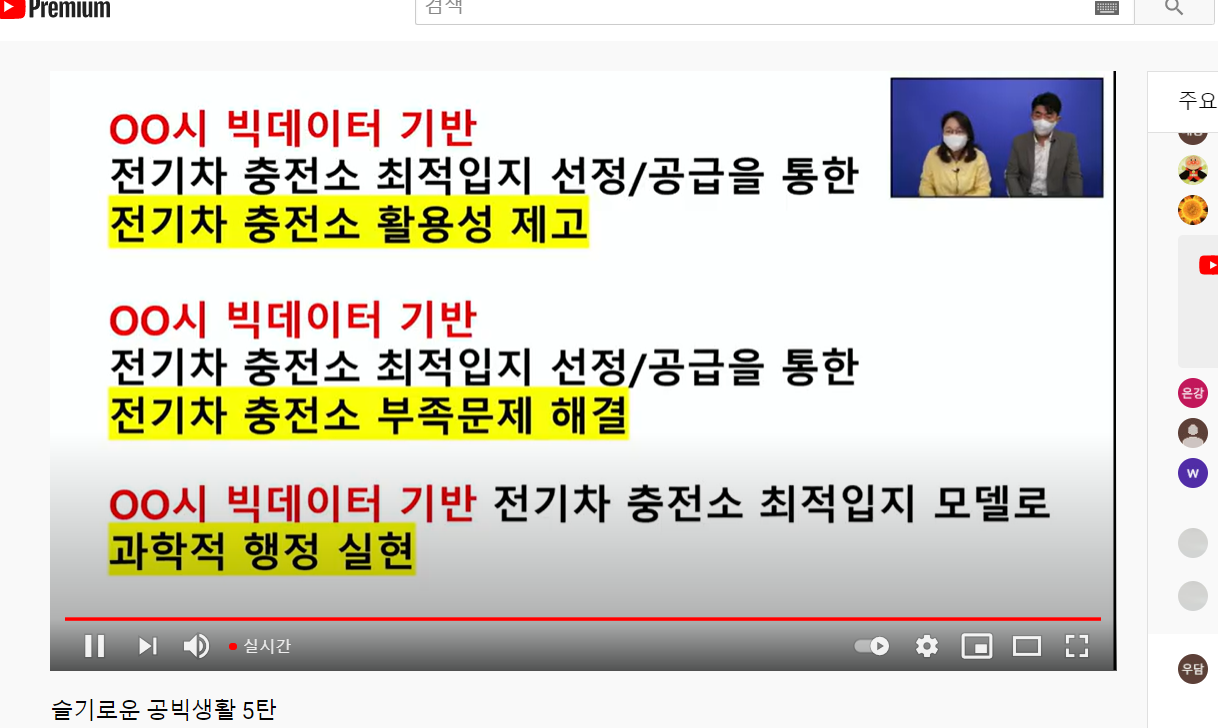 Premium
검색
OO시 빅데이터 기반
전기차 충전소 최적입지 선정/공급을 통한
전기차 충전소 활용성 제고
OO시 빅데이터 기반
전기차 충전소 최적입지 선정/공급을 통한
전기차 충전소 부족문제 해결
OO시 빅데이터 기반 전기차 충전소 최적입지 모델로
과학적 행정 실현
실시간
슬기로운 공빅생활 5탄
주요
온강
W
우담